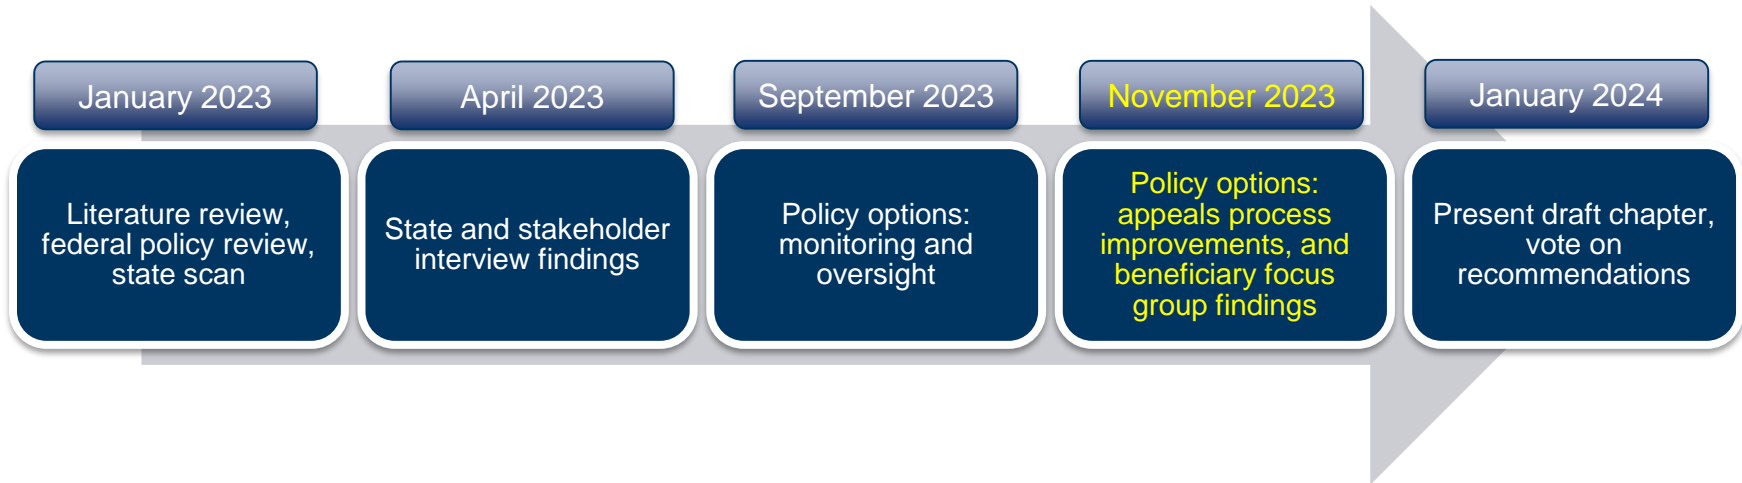 January 2023
Literature review,
federal policy review,
state scan
April 2023
State and stakeholder
interview findings
September 2023
Policy options:
monitoring and
oversight
November 2023
Policy options:
appeals process
improvements, and
beneficiary focus
group findings
January 2024
Present draft chapter,
vote on
recommendations